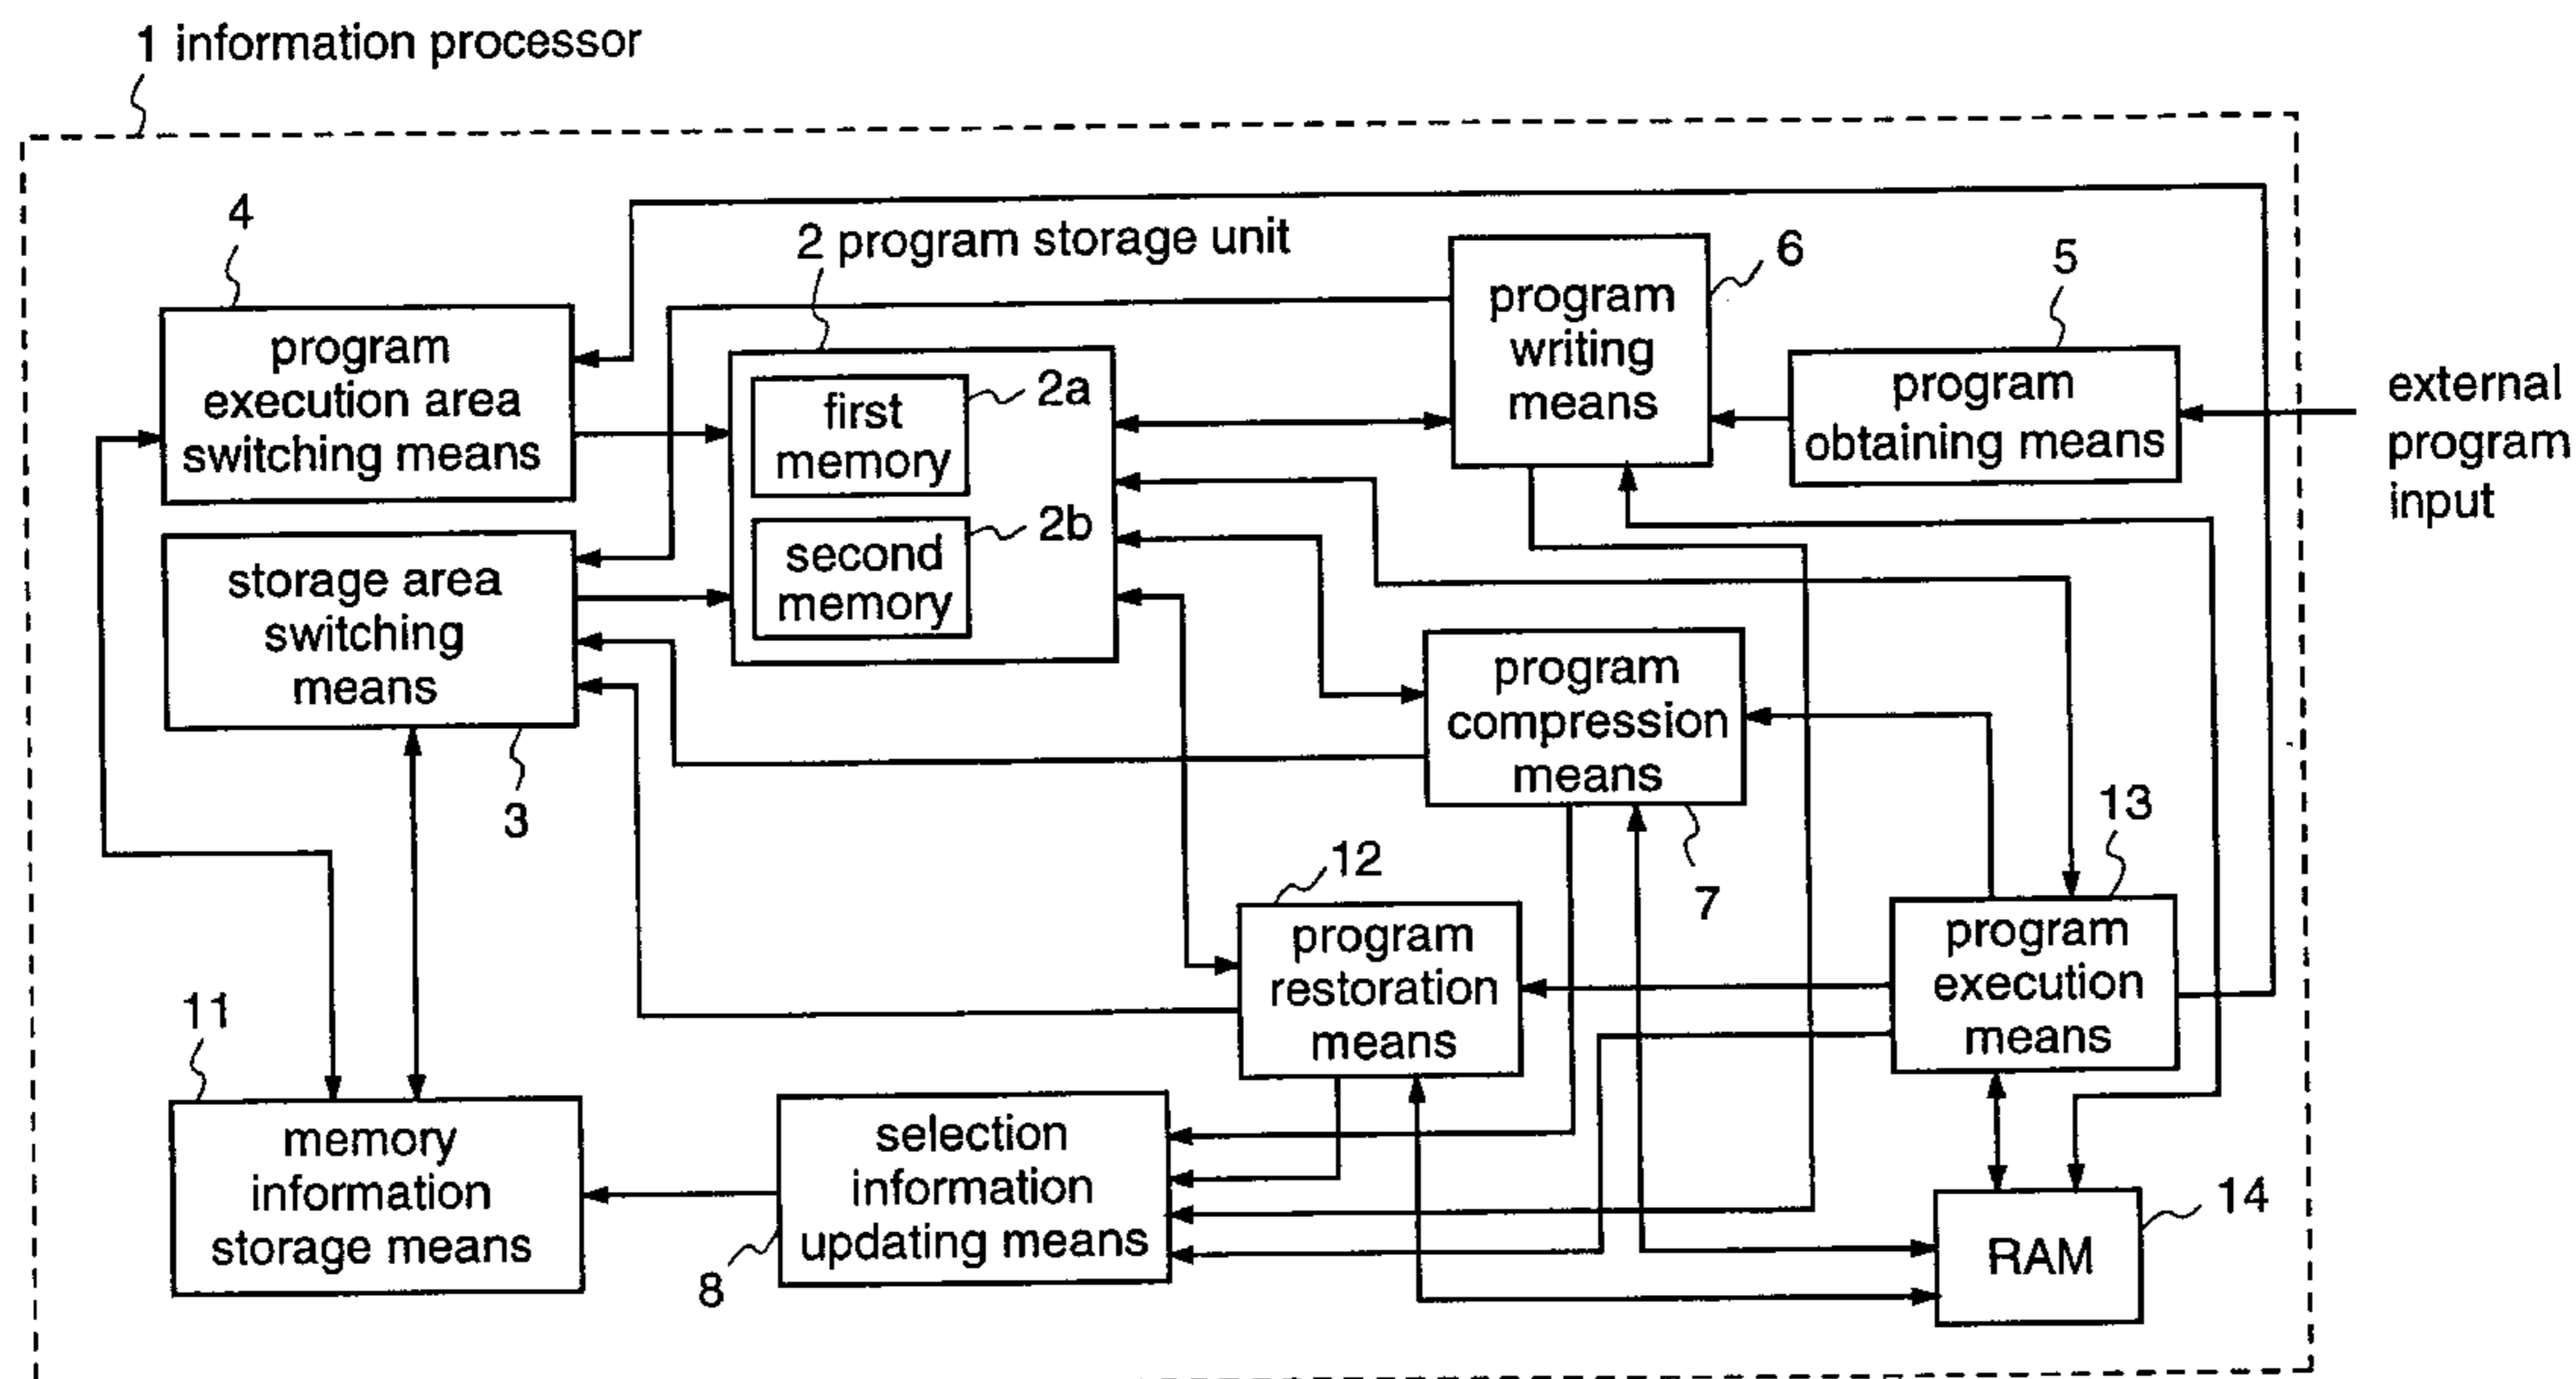 1 information processor
4
program
execution area
switching means
2 program storage unit
first
memory
2a
second
memory
2b
program
writing
means
6
5
program
obtaining means
external
program
input
storage area
switching
means
3
program
compression
means
7
12
program
restoration
means
13
program
execution
means
11
memory
information
storage means
selection
information
updating means
8
RAM
14